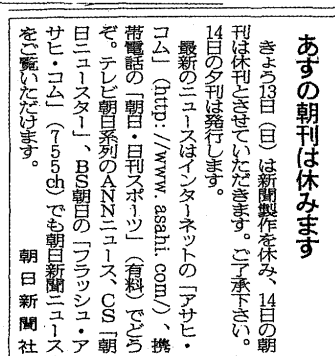 あすの朝刊は休みます
きょう13日（日）は新聞製作を休み、14日の朝
刊は休刊とさせていただきます。ご了承下さい。
14日の夕刊は発行します。
最新のニュースはインターネットの「アサヒ・
コム」（http://www.asahi.com/）、携
帯電話の「朝日・日刊スポーツ」（有料）でどう
ぞ。テレビ朝日系列のANNニュース、CS「朝
日ニュースター」、BS朝日の「フラッシュ・ア
サヒ・コム」（755ch）でも朝日新聞ニュース
をご覧いただけます。
朝日新聞社